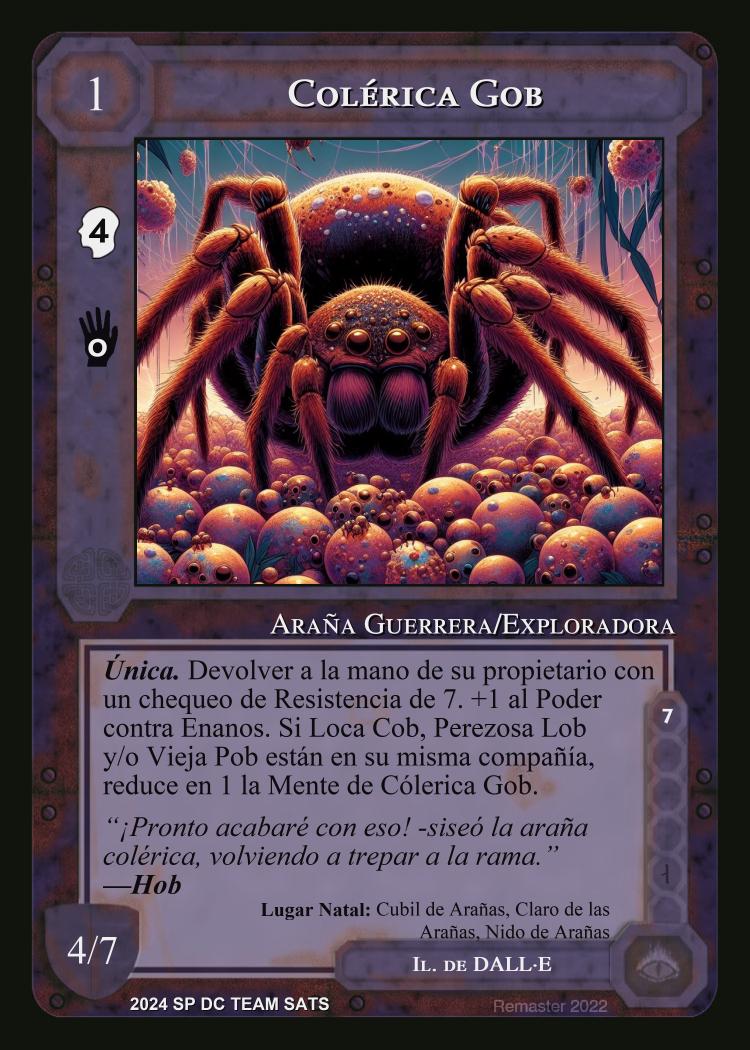 1
Colérica Gob
4
0
Araña Guerrera/Exploradora
Única. Devolver a la mano de su propietario con
un chequeo de Resistencia de 7. +1 al Poder
contra Enanos. Si Loca Cob, Perezosa Lob
y/o Vieja Pob están en su misma compañía,
reduce en 1 la Mente de Cólerica Gob.
7
“¡Pronto acabaré con eso! -siseó la araña
colérica, volviendo a trepar a la rama.”
—Hob
Lugar Natal: Cubil de Arañas, Claro de las
Arañas, Nido de Arañas
4/7
Il. de DALL·E
2024 SP DC TEAM SATS
Remaster 2022